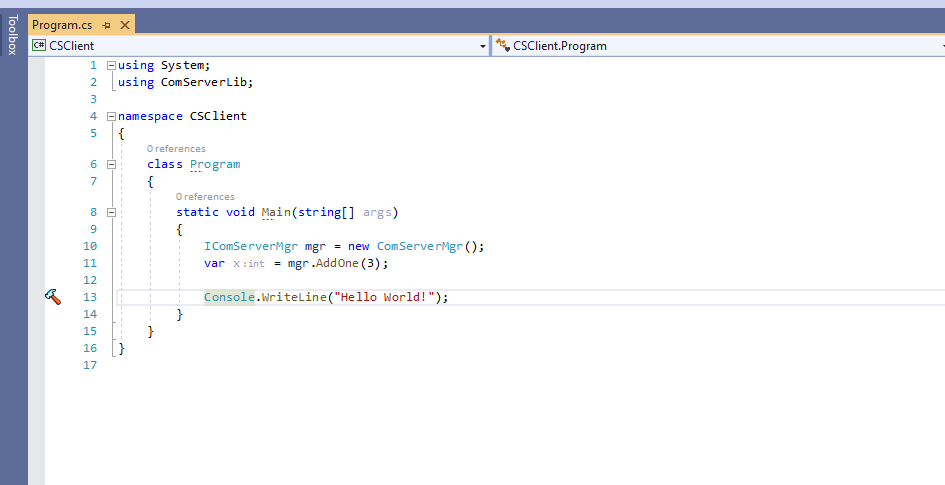 Toolbox
Program.cs
C# CSClient
CSClient.Program
1 using System;
2 using ComServerLib;
3
4 namespace CSClient
5 {
0 references
6 class Program
7 {
0 references
8 static void Main(string[] args)
9 {
10 IComServerMgr mgr = new ComServerMgr();
11 var x :int = mgr.AddOne(3);
12
13 Console.WriteLine("Hello World!");
14 }
15 }
16 }
17